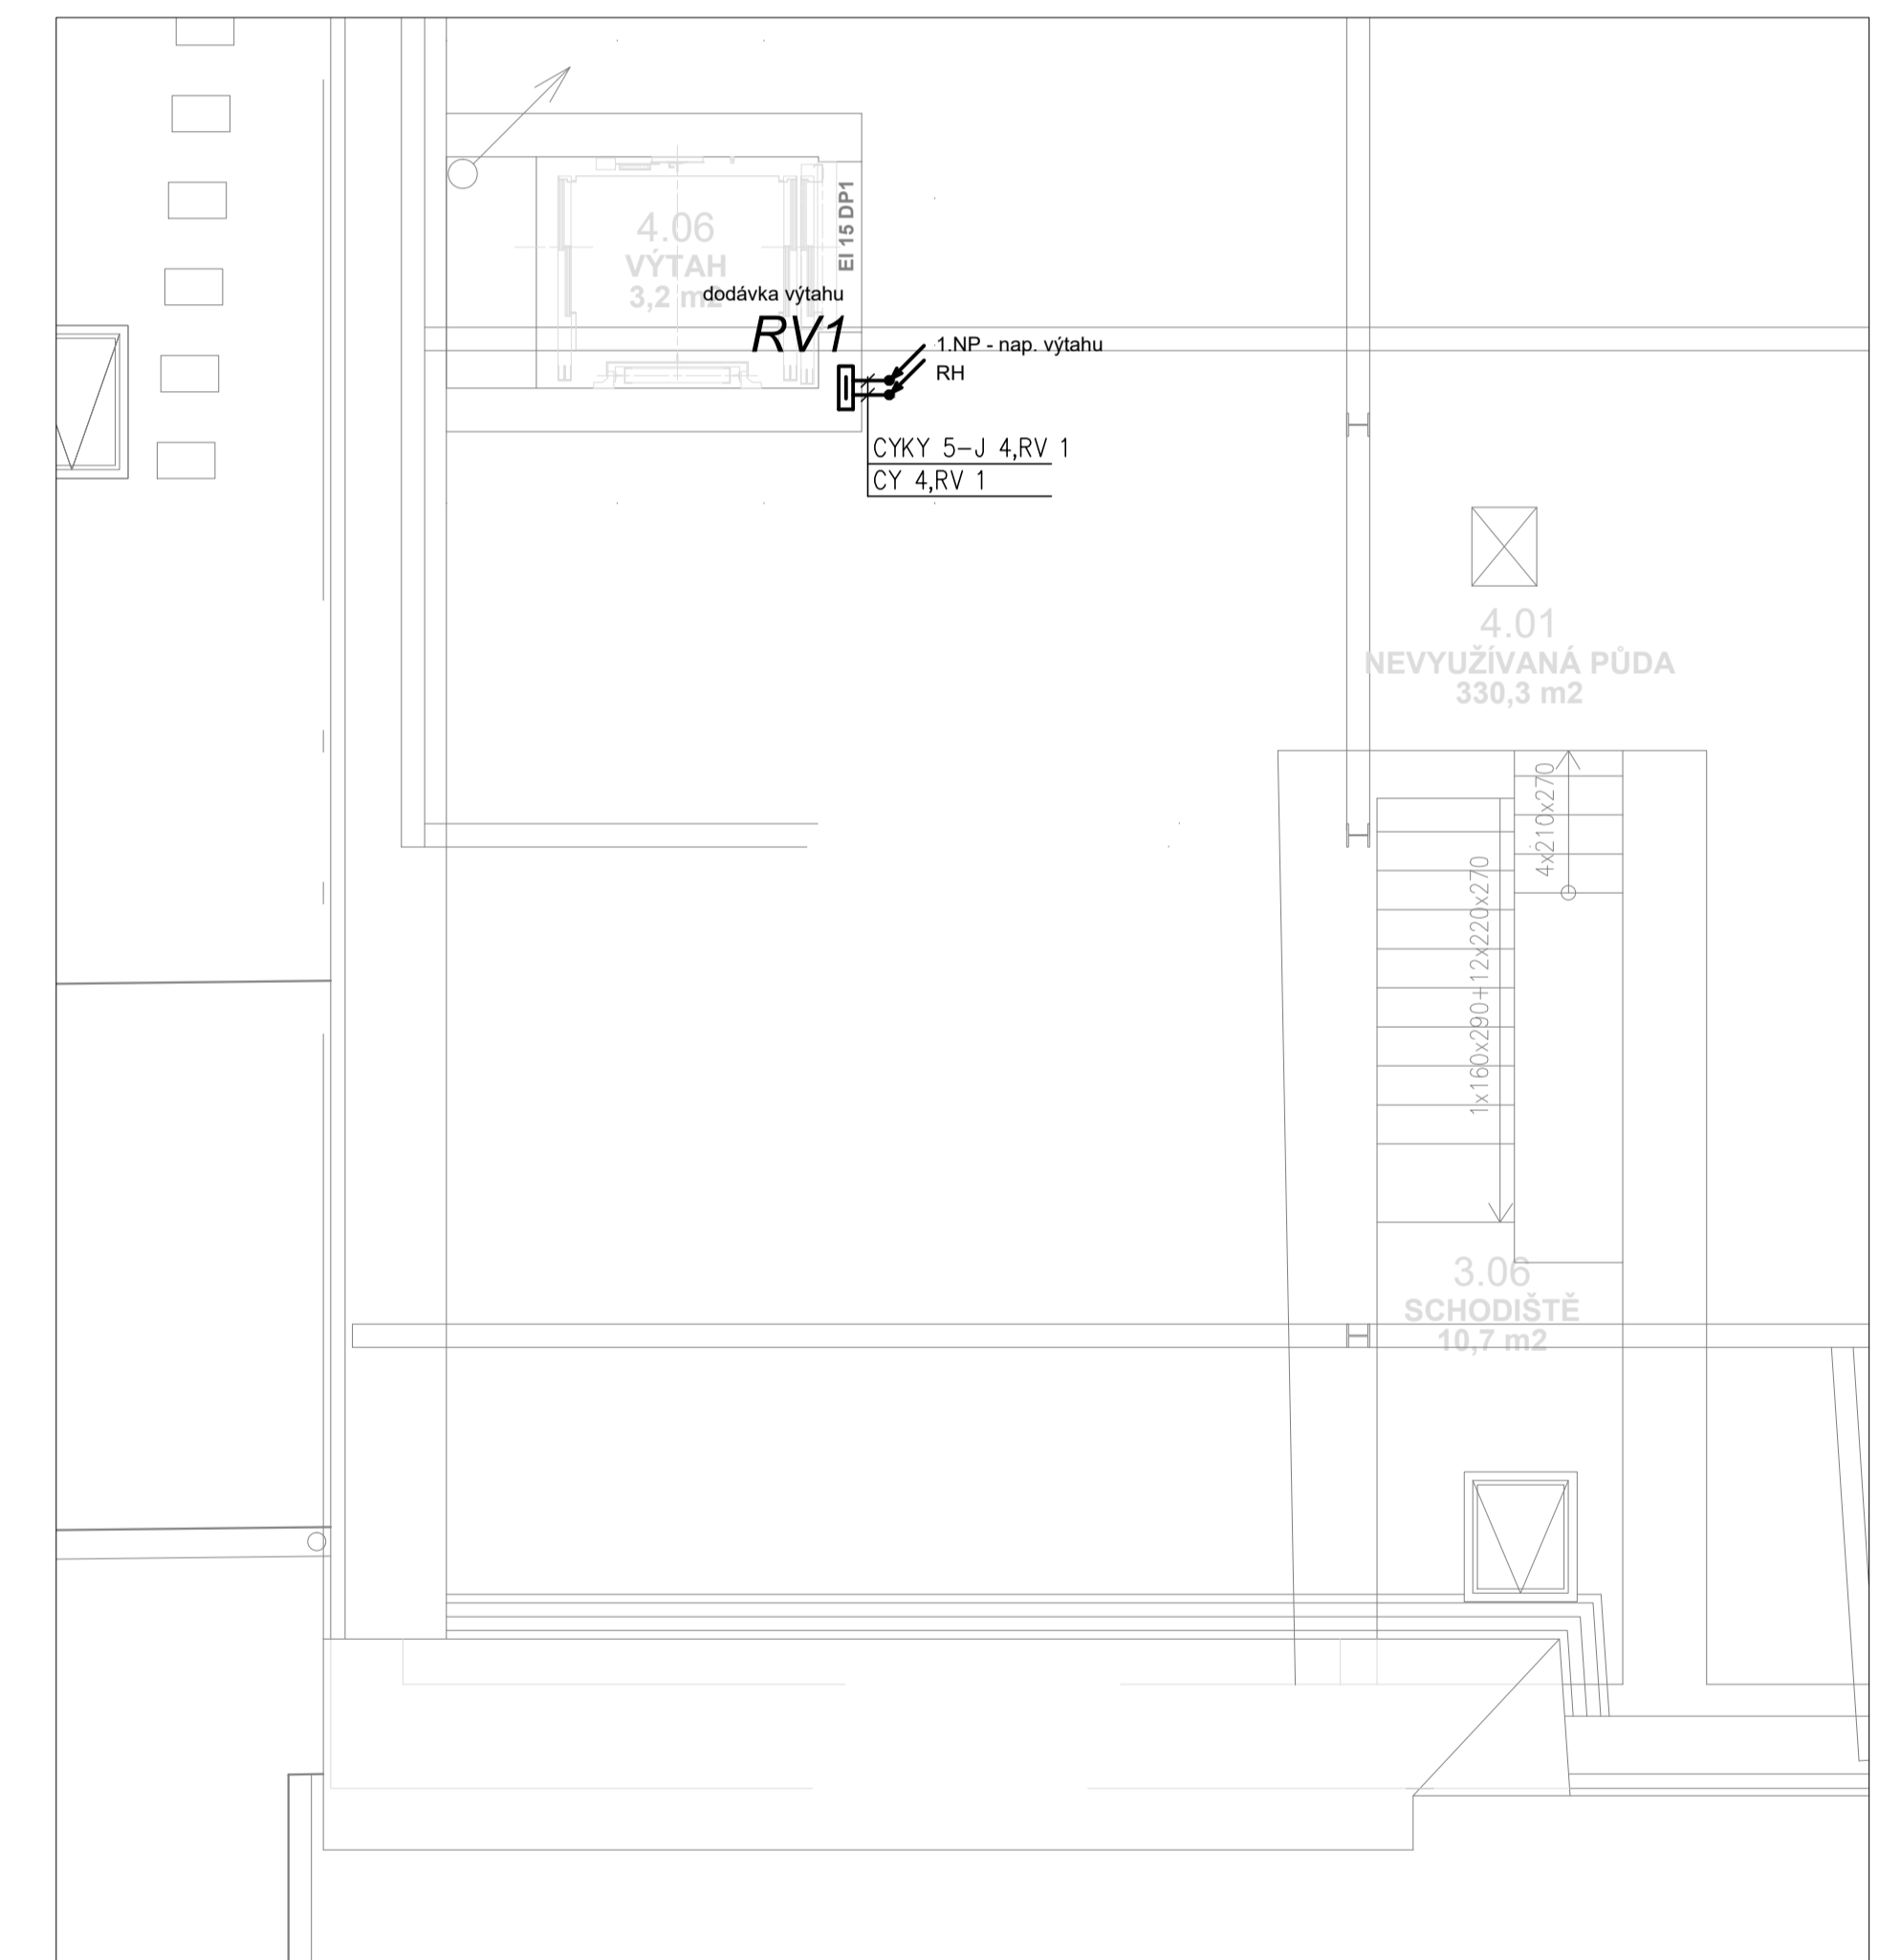 4.06
VÝTAH
3,2 m2
EI 15 DP1
dodávka výtahu
RV1
1.NP - nap. výtahu
RH
CYKY 5-J 4,RV 1
CY 4,RV 1
4.01
NEVYUŽÍVANÁ PŮDA
330,3 m2
4x210x270
1x160x290+12x220x270
3.06
SCHODIŠTĚ
10,7 m2